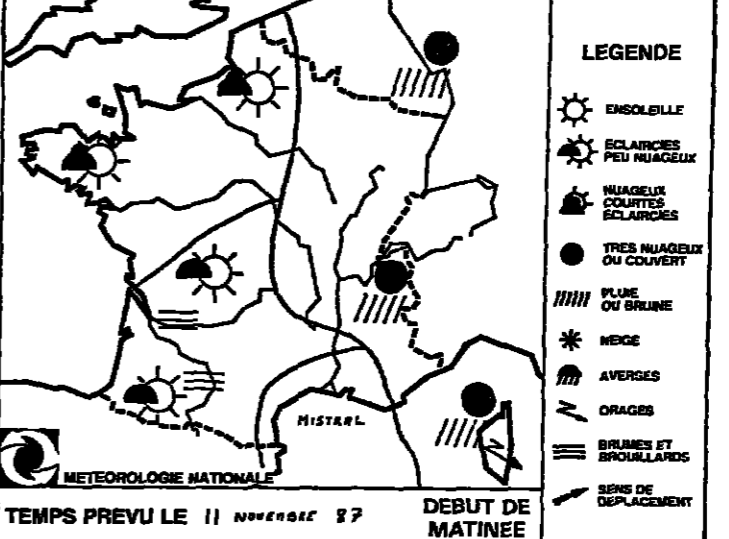 LEGENDE
ENSOLEILLE
ECLAIRCIES
PEU NUAGEUX
NUAGEUX
COURTES
ÉCLAIRCIES
TRES NUAGEUX
OU COUVERT
PLUIE
OU BRUINE
NEIGE
AVERSES
ORAGES
BRUMES ET
BROUILLARDS
SENS DE
DEPLACEMENT
MISTRAL
METEOROLOGIE NATIONALE
TEMPS PREVU LE 11 NOVEMBRE 87
DEBUT DE
MATINEE